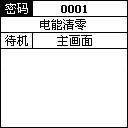 密码 0001
电能清零
待机 主画面